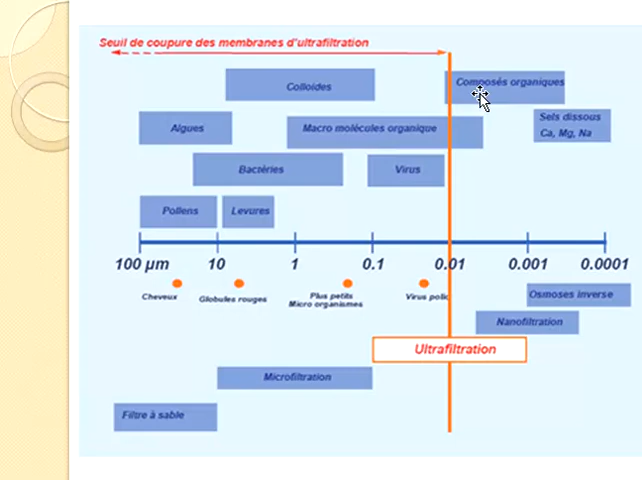 Seuil de coupure des membranes d'ultrafiltration
Colloides
Composés organiques
Algues
Macro molécules organique
Sels dissous
Ca, Mg, Na
Bactéries
Virus
Pollens
Levures
100 µm
10
1
0.1
0.01
0.001
0.0001
Cheveux
Globules rouges
Plus petits
Micro organismes
Virus polio
Osmoses inverse
Nanofiltration
Ultrafiltration
Microfiltration
Filtre à sable